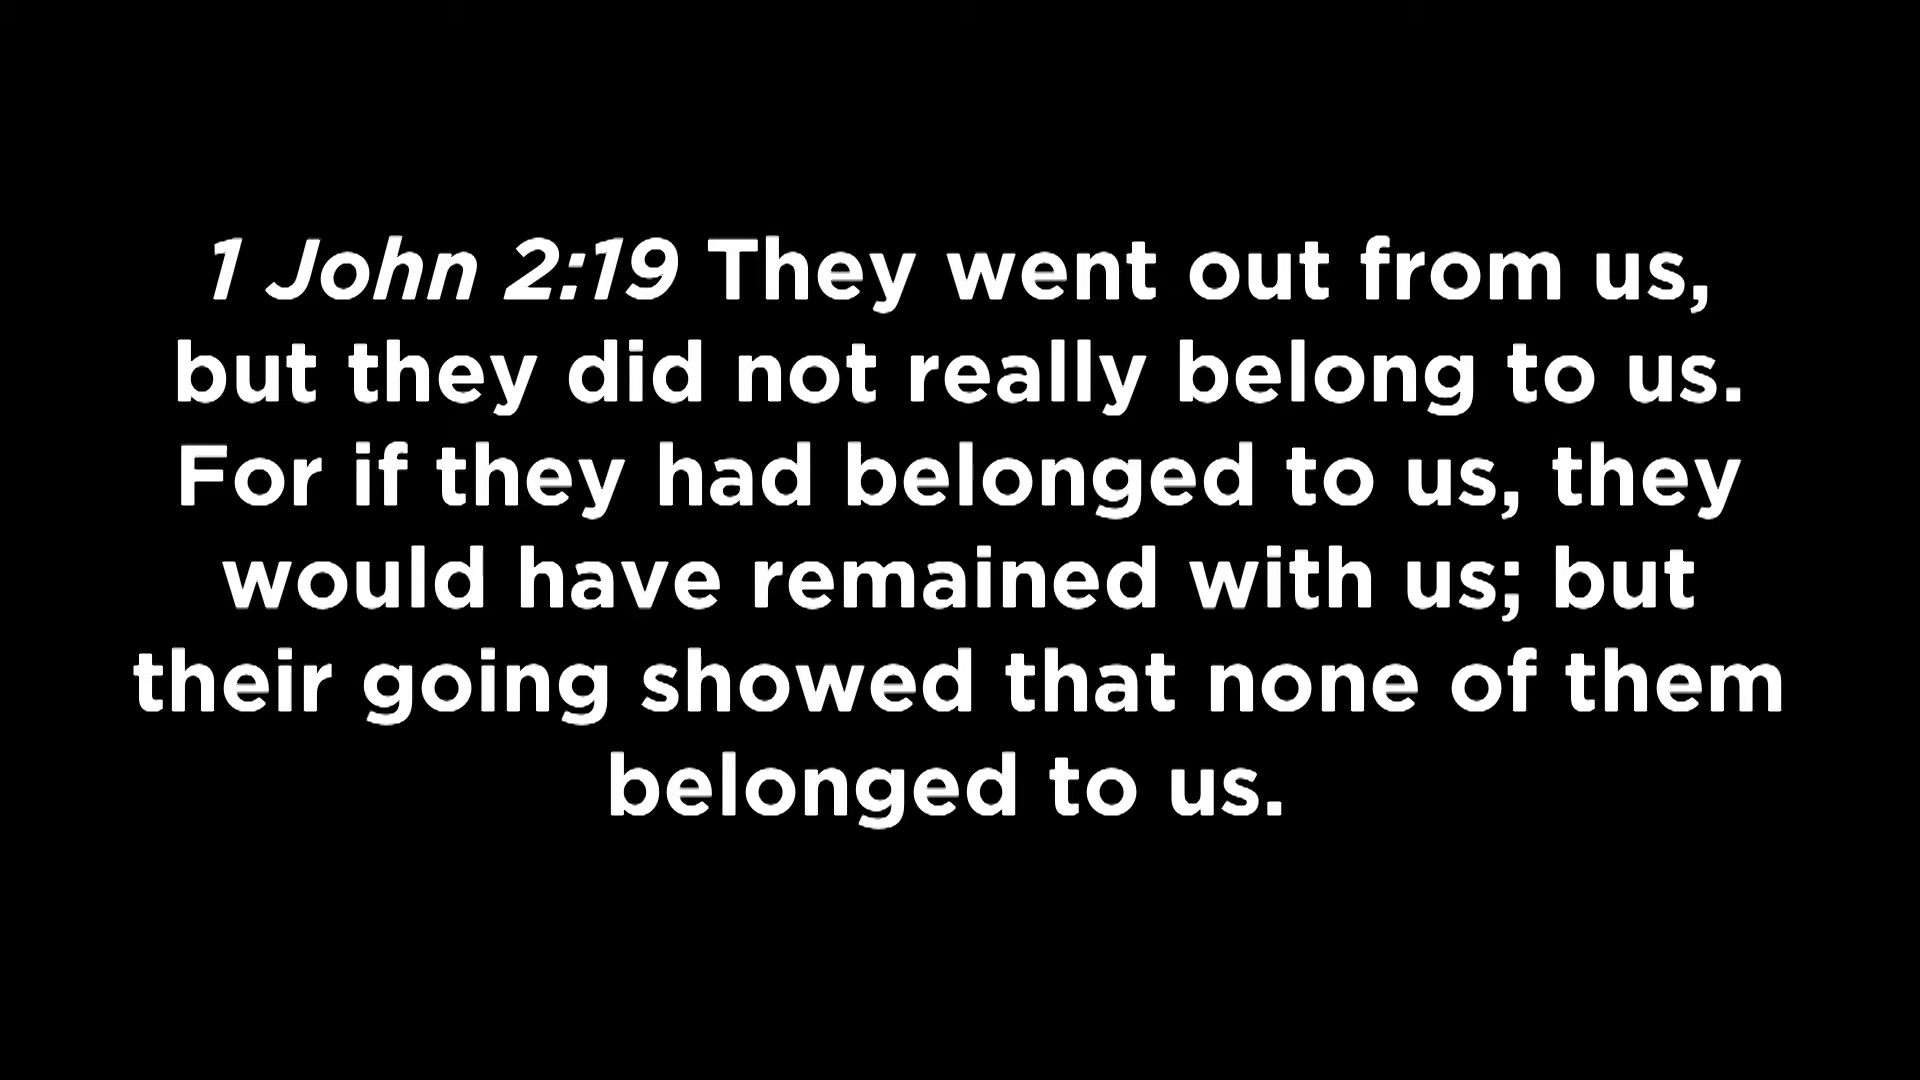 1 John 2:19 They went out from us,
but they did not really belong to us.
For if they had belonged to us, they
would have remained with us; but
their going showed that none of them
belonged to us.